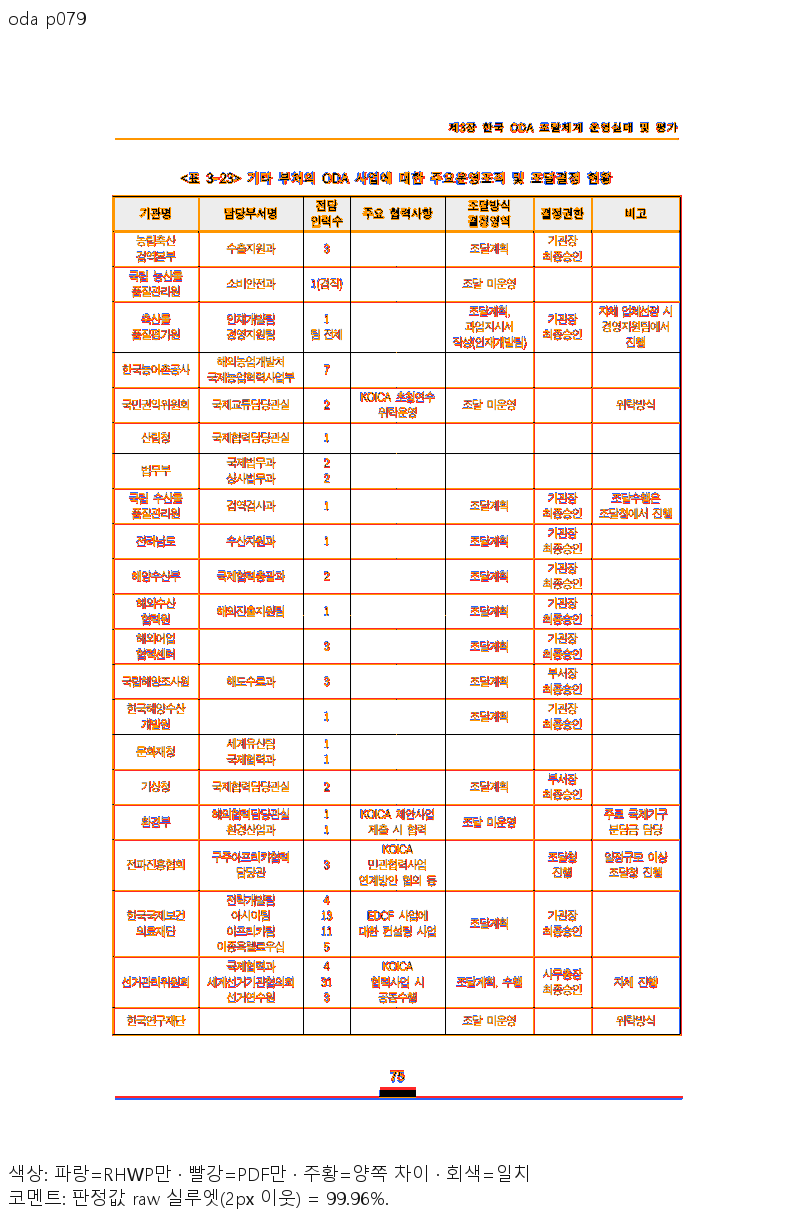 oda p079
제3장 한국 ODA 조달체계 운영실태 및 평가
<표 3-23> 기타 부처의 ODA 사업에 대한 주요운영조직 및 조달결정 현황
기관명 담당부서명 전담 인력수 주요 협력사항 조달방식 결정영역 결정권한 비고
농림축산 검역본부 수출지원과 3 조달계획 기관장 최종승인
국립 농산물 품질관리원 소비안전과 1(겸직) 조달 미운영
축산물 품질평가원 인재개발팀 경영지원팀 1 팀 전체 조달계획, 과업지시서 작성(인재개발팀) 기관장 최종승인 자체 업체선정 시 경영지원팀에서 진행
한국농어촌공사 해외농업개발처 국제농업협력사업부 7
국민권익위원회 국제교류담당관실 2 KOICA 초청연수 위탁운영 조달 미운영 위탁방식
산림청 국제협력담당관실 1
법무부 국제법무과 상사법무과 2 2
국립 수산물 품질관리원 검역검사과 1 조달계획 기관장 최종승인 조달수행은 조달청에서 진행
전라남도 수산자원과 1 조달계획 기관장 최종승인
해양수산부 국제협력총괄과 2 조달계획 기관장 최종승인
해외수산 협력원 해외진출지원팀 1 조달계획 기관장 최종승인
해외어업 협력센터 3 조달계획 기관장 최종승인
국립해양조사원 해도수로과 3 조달계획 부서장 최종승인
한국해양수산 개발원 1 조달계획 기관장 최종승인
문화재청 세계유산팀 국제협력과 1 1
기상청 국제협력담당관실 2 조달계획 부서장 최종승인
환경부 해외협력담당관실 환경산업과 1 1 KOICA 제안사업 제출 시 협력 조달 미운영 주로 국제기구 분담금 담당
전파진흥협회 구주아프리카협력 담당관 3 KOICA 민관협력사업 연계방안 협의 등 조달청 진행 일정규모 이상 조달청 진행
한국국제보건 의료재단 전략개발팀 아시아팀 아프리카팀 이종욱펠로우십 4 13 11 5 EDCF 사업에 대한 컨설팅 사업 조달계획 기관장 최종승인
선거관리위원회 국제협력과 세계선거기관협의회 선거연수원 4 31 3 KOICA 협력사업 시 공동수행 조달계획, 수행 사무총장 최종승인 자체 진행
한국연구재단 조달 미운영 위탁방식
색상: 파랑=RHWP만 · 빨강=PDF만 · 주황=양쪽 차이 · 회색=일치
코멘트: 판정값 raw 실루엣(2px 이웃) = 99.96%.